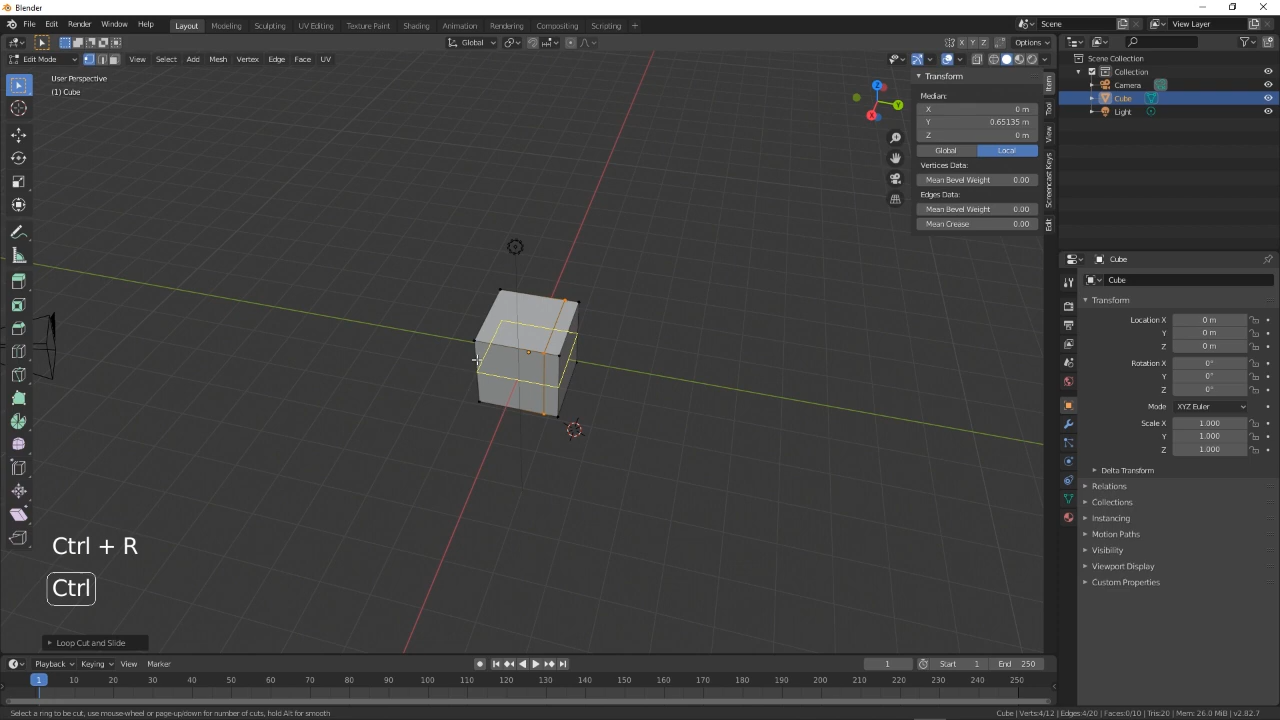 Blender
File Edit Render Window Help Layout Modeling Sculpting UV Editing Texture Paint Shading Animation Rendering Compositing Scripting + Scene View Layer
Global X Y Z Options
Edit Mode View Select Add Mesh Vertex Edge Face UV
User Perspective
(1) Cube
Z
Y
X
Transform
Median:
X 0 m
Y 0.65135 m
Z 0 m
Global Local
Vertices Data:
Mean Bevel Weight 0.00
Edges Data:
Mean Bevel Weight 0.00
Mean Crease 0.00
Item
Tool
View
Screencast Keys
Edit
Scene Collection
Collection
Camera
Cube
Light
Cube
Cube
Transform
Location X 0 m
Y 0 m
Z 0 m
Rotation X 0°
Y 0°
Z 0°
Mode XYZ Euler
Scale X 1.000
Y 1.000
Z 1.000
Delta Transform
Relations
Collections
Instancing
Motion Paths
Visibility
Viewport Display
Custom Properties
Ctrl + R
Ctrl
Loop Cut and Slide
Playback Keying View Marker 1 Start 1 End 250
1 10 20 30 40 50 60 70 80 90 100 110 120 130 140 150 160 170 180 190 200 210 220 230 240 250
Select a ring to be cut, use mouse-wheel or page-up/down for number of cuts, hold Alt for smooth
Cube | Verts:4/12 | Edges:4/20 | Faces:0/10 | Tris:20 | Mem: 26.0 MiB | v2.82.7